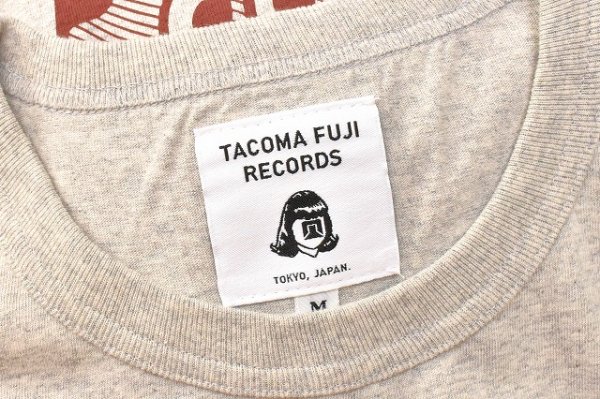 TACOMA FUJI
RECORDS
TOKYO, JAPAN.
M